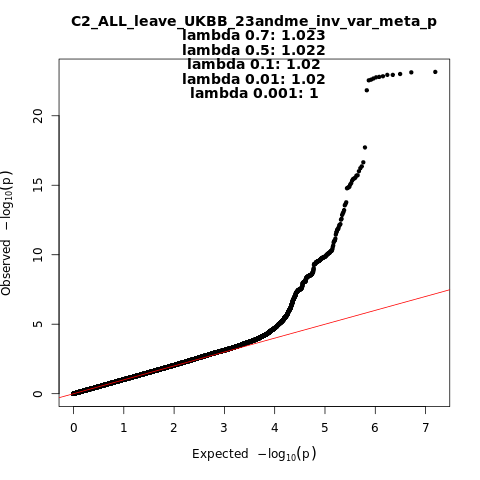 C2_ALL_leave_UKBB_23andme_inv_var_meta_p
lambda 0.7: 1.023
lambda 0.5: 1.022
lambda 0.1: 1.02
lambda 0.01: 1.02
lambda 0.001: 1
Observed −log10(p)
20
15
10
5
0
0 1 2 3 4 5 6 7
Expected −log10(p)